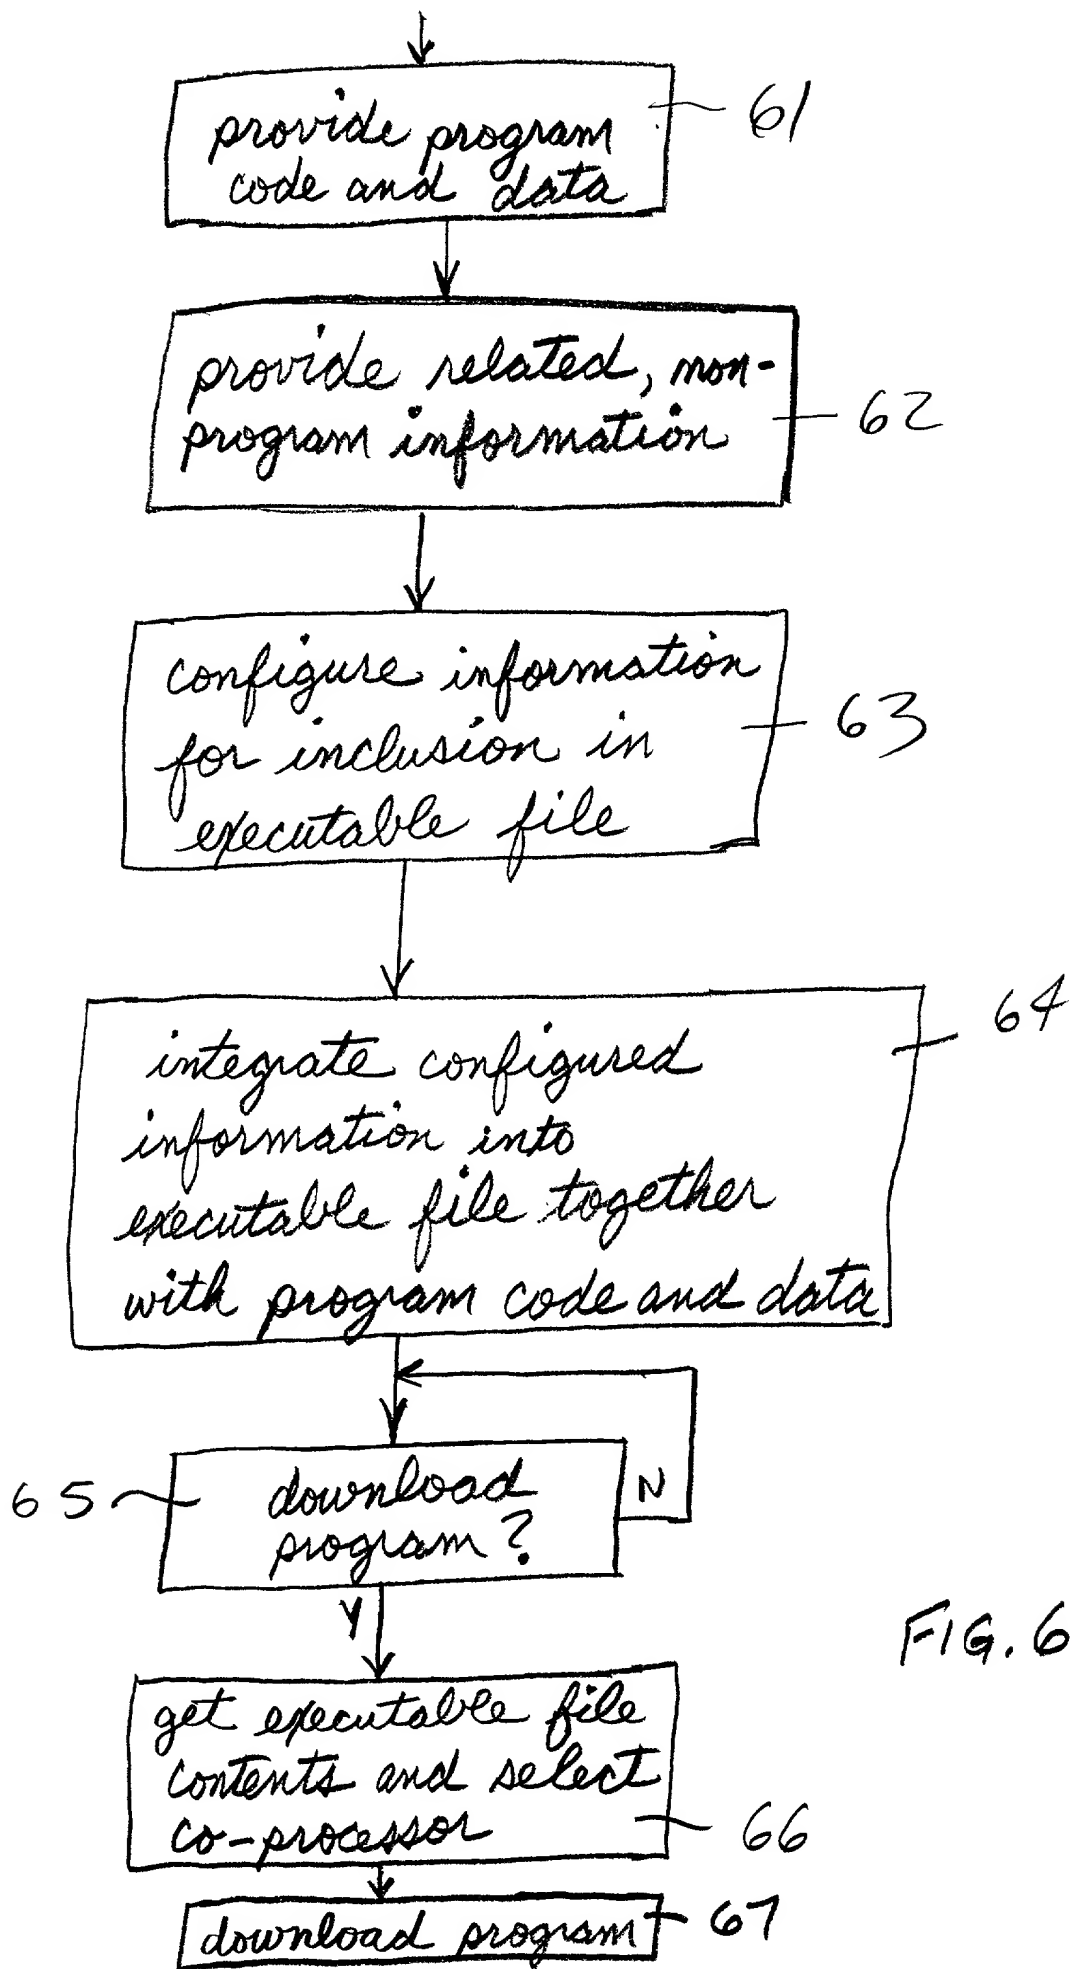 provide program 61
code and data
provide related, non-
program information 62
configure information
for inclusion in 63
executable file
64
integrate configured
information into
executable file together
with program code and data
65 download N
program?
Y
FIG. 6
get executable file
contents and select
co-processor 66
download program 67